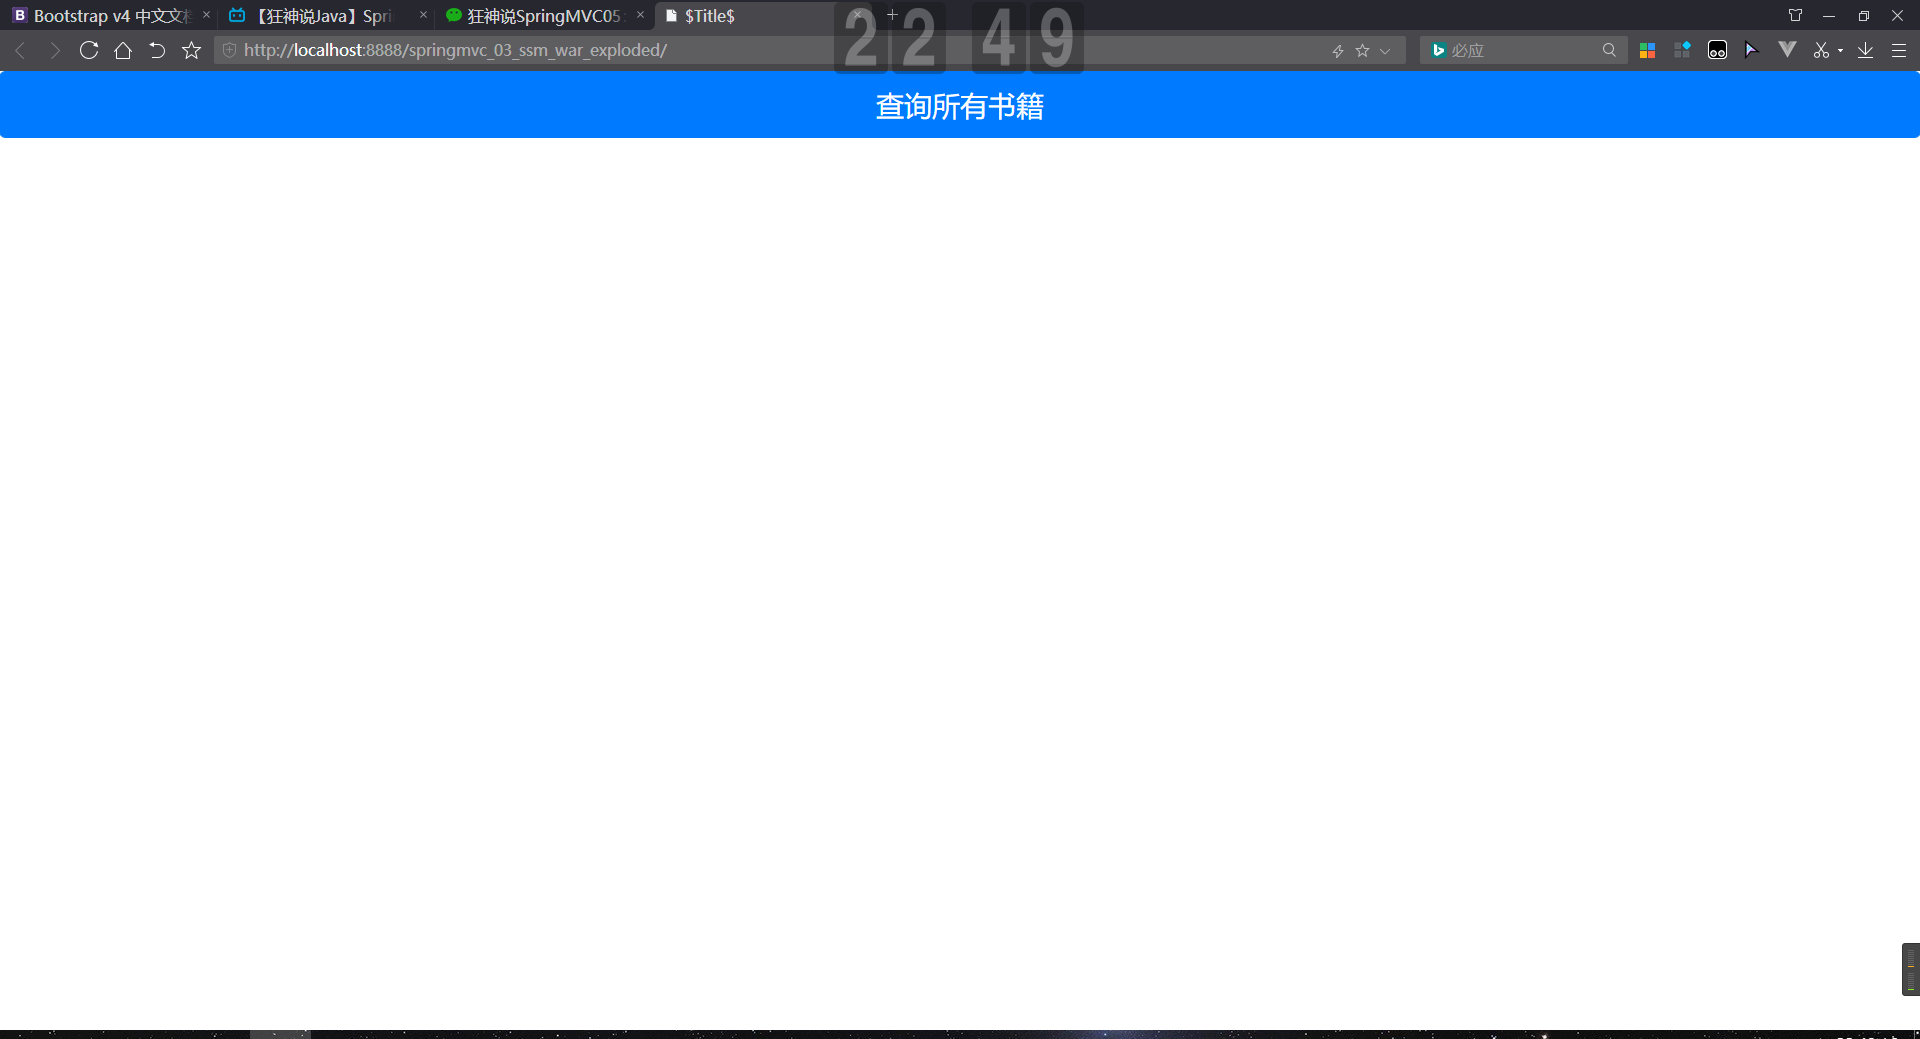 Bootstrap v4 中文文档
【狂神说Java】Spri
狂神说SpringMVC05
$Title$
22 49
http://localhost:8888/springmvc_03_ssm_war_exploded/
必应
查询所有书籍